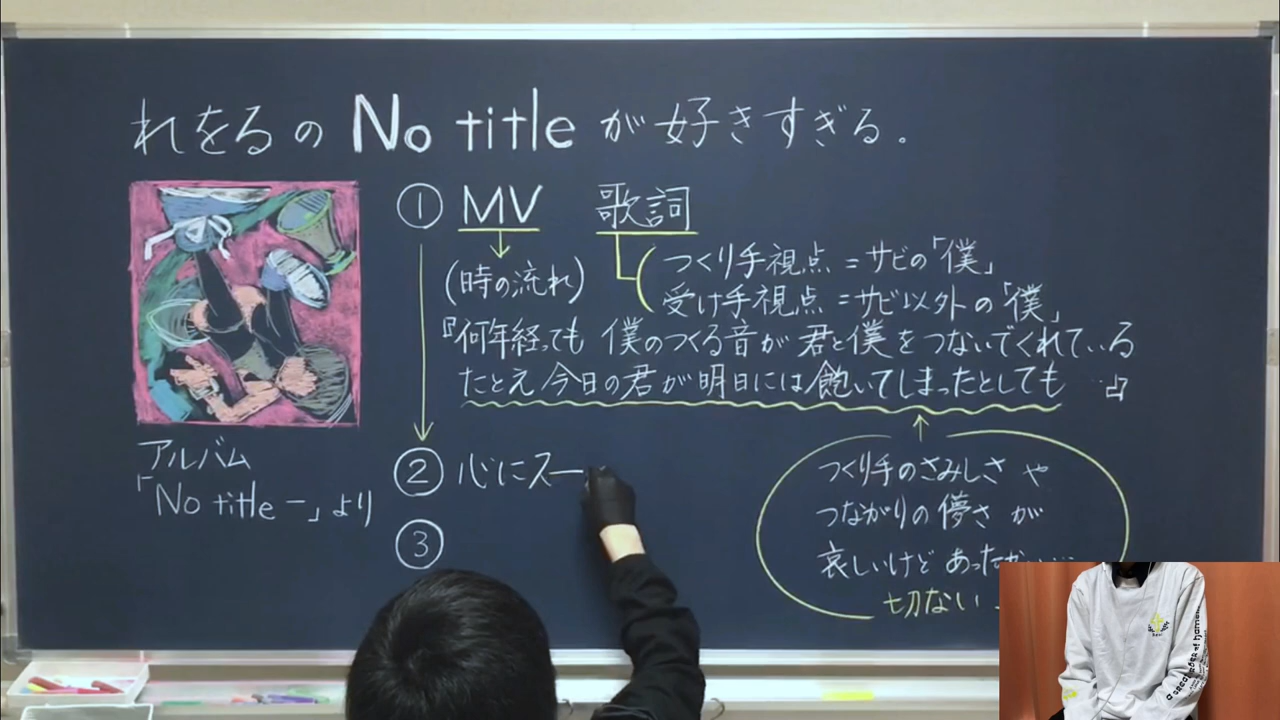 れをるの No title が好きすぎる。
① MV 歌詞
(時の流れ)
つくり手視点 = サビの「僕」
受け手視点 = サビ以外の「僕」
『何年経っても 僕のつくる音が 君と僕をつないでくれている
たとえ 今日の君が明日には飽いてしまったとしても …』
アルバム
「No title −」より
② 心にスー
③
つくり手のさみしさ や
つながりの儚さ が
哀しいけど あったかい…
切ない